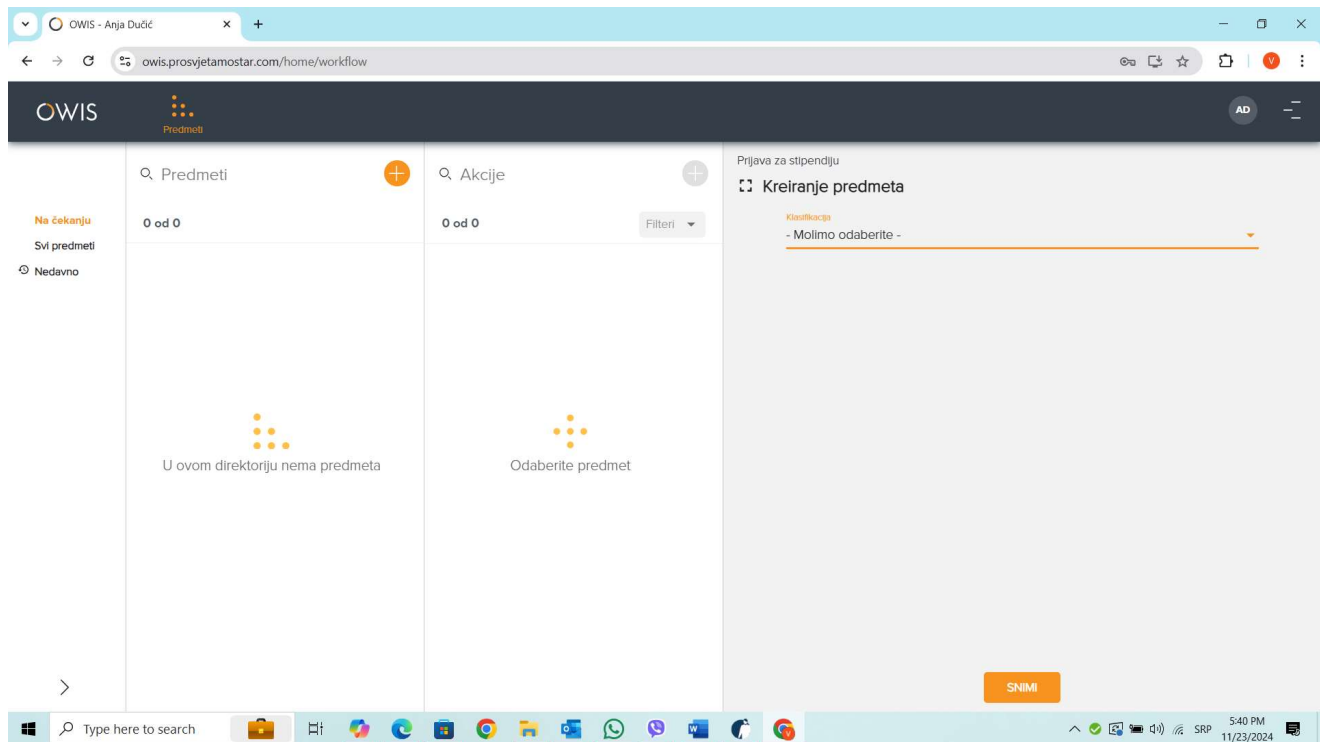 OWIS - Anja Dučić
owis.prosvjetamostar.com/home/workflow
V
OWIS
Predmeti
AD
Na čekanju
Svi predmeti
Nedavno
Predmeti
0 od 0
U ovom direktoriju nema predmeta
Akcije
0 od 0
Filteri
Odaberite predmet
Prijava za stipendiju
Kreiranje predmeta
Klasifikacija
- Molimo odaberite -
SNIMI
Type here to search
SRP
5:40 PM
11/23/2024